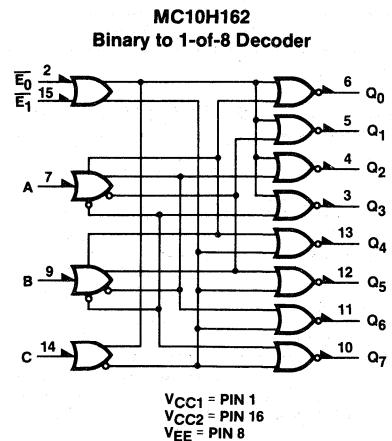 MC10H162
Binary to 1-of-8 Decoder
E0 2
E1 15
A 7
B 9
C 14
6 Q0
5 Q1
4 Q2
3 Q3
13 Q4
12 Q5
11 Q6
10 Q7
VCC1 = PIN 1
VCC2 = PIN 16
VEE = PIN 8